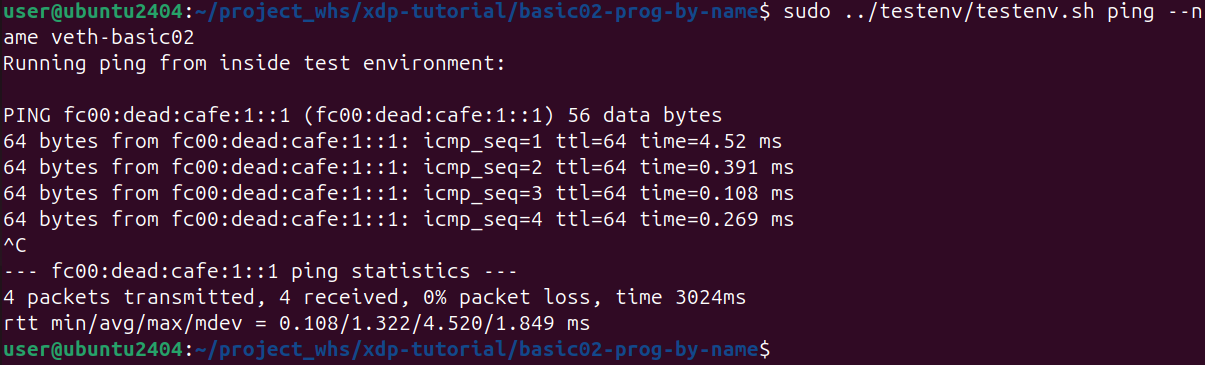 user@ubuntu2404:~/project_whs/xdp-tutorial/basic02-prog-by-name$ sudo ../testenv/testenv.sh ping --n
ame veth-basic02
Running ping from inside test environment:
PING fc00:dead:cafe:1::1 (fc00:dead:cafe:1::1) 56 data bytes
64 bytes from fc00:dead:cafe:1::1: icmp_seq=1 ttl=64 time=4.52 ms
64 bytes from fc00:dead:cafe:1::1: icmp_seq=2 ttl=64 time=0.391 ms
64 bytes from fc00:dead:cafe:1::1: icmp_seq=3 ttl=64 time=0.108 ms
64 bytes from fc00:dead:cafe:1::1: icmp_seq=4 ttl=64 time=0.269 ms
^C
--- fc00:dead:cafe:1::1 ping statistics ---
4 packets transmitted, 4 received, 0% packet loss, time 3024ms
rtt min/avg/max/mdev = 0.108/1.322/4.520/1.849 ms
user@ubuntu2404:~/project_whs/xdp-tutorial/basic02-prog-by-name$